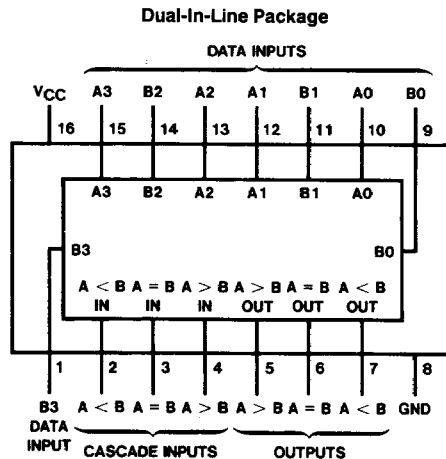 Dual-In-Line Package
DATA INPUTS
VCC A3 B2 A2 A1 B1 A0 B0
16 15 14 13 12 11 10 9
A3 B2 A2 A1 B1 A0
B3 B0
A < B A = B A > B A > B A = B A < B
IN IN IN OUT OUT OUT
1 2 3 4 5 6 7 8
B3 A < B A = B A > B A > B A = B A < B GND
DATA
INPUT CASCADE INPUTS OUTPUTS